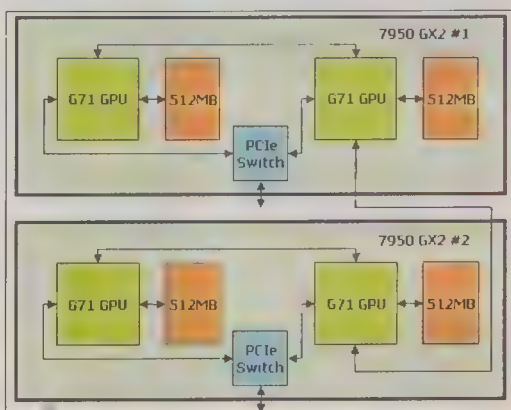 7950 GX2 #1
G71 GPU
512MB
G71 GPU
512MB
PCIe
Switch
7950 GX2 #2
G71 GPU
512MB
G71 GPU
512MB
PCIe
Switch